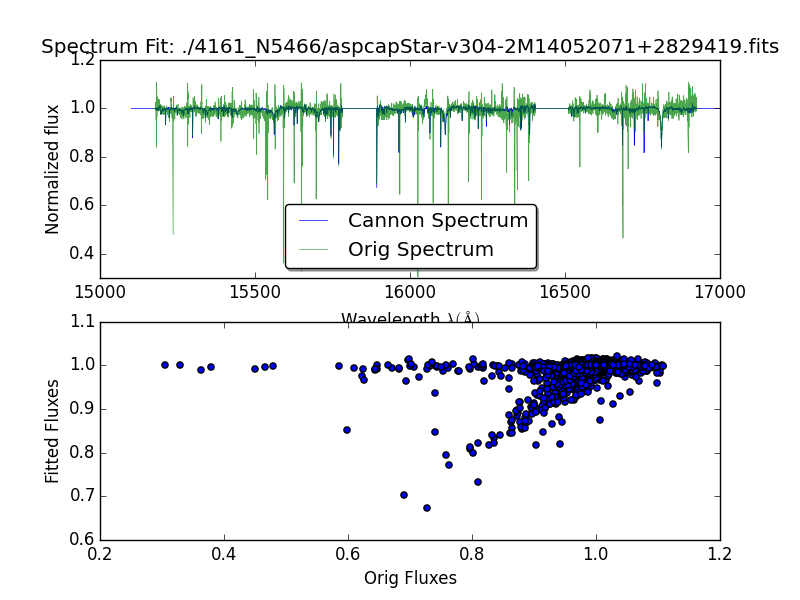 Spectrum Fit: ./4161_N5466/aspcapStar-v304-2M14052071+2829419.fits
1.2
1.0
0.8
0.6
0.4
Normalized flux
Cannon Spectrum
Orig Spectrum
15000 15500 16000 16500 17000
Wavelength λ(Å)
1.1
1.0
0.9
0.8
0.7
0.6
Fitted Fluxes
0.2 0.4 0.6 0.8 1.0 1.2
Orig Fluxes